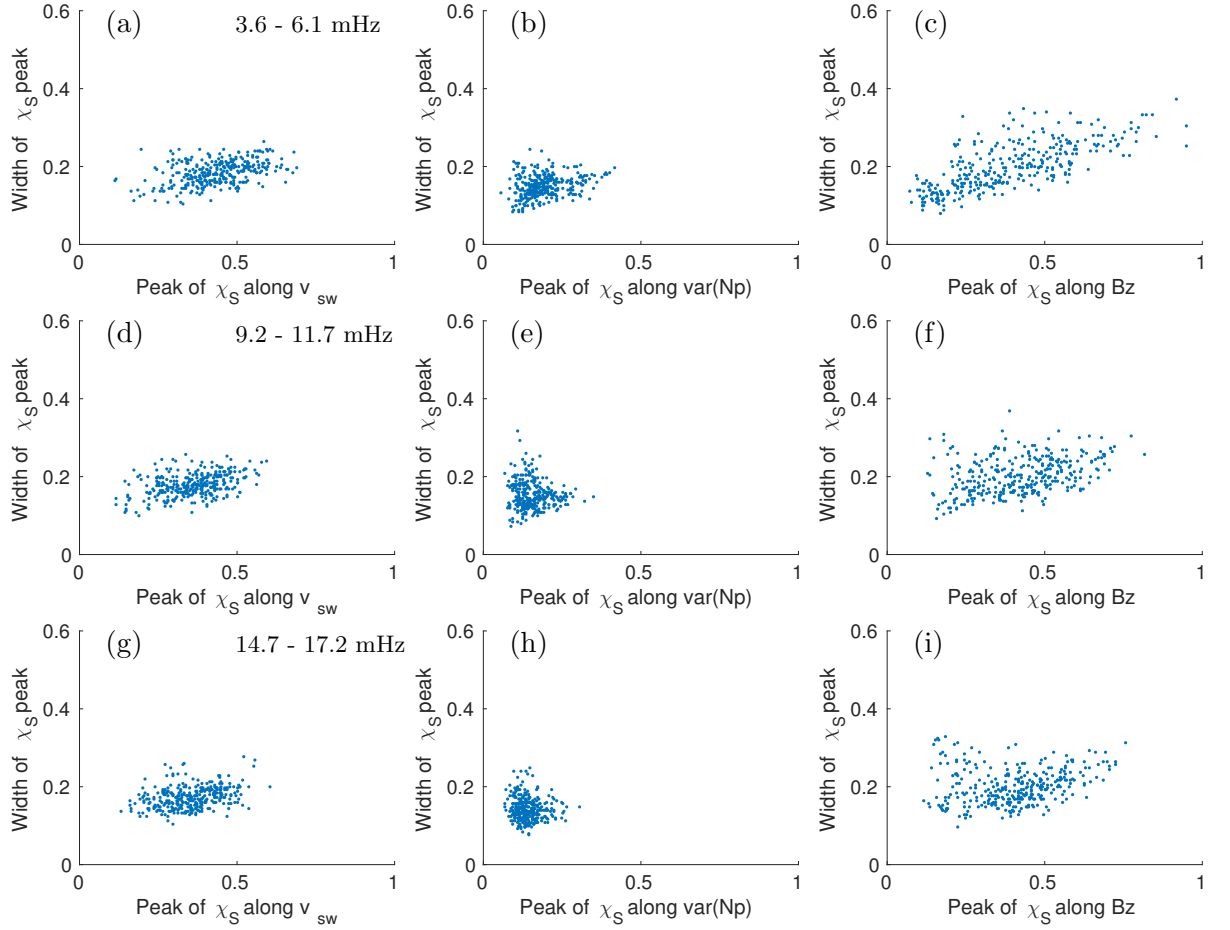 (a) 3.6 - 6.1 mHz
0.6
0.4
0.2
0
0 0.5 1
Width of χS peak
Peak of χS along v sw
(b)
0.6
0.4
0.2
0
0 0.5 1
Width of χS peak
Peak of χS along var(Np)
(c)
0.6
0.4
0.2
0
0 0.5 1
Width of χS peak
Peak of χS along Bz
(d) 9.2 - 11.7 mHz
0.6
0.4
0.2
0
0 0.5 1
Width of χS peak
Peak of χS along v sw
(e)
0.6
0.4
0.2
0
0 0.5 1
Width of χS peak
Peak of χS along var(Np)
(f)
0.6
0.4
0.2
0
0 0.5 1
Width of χS peak
Peak of χS along Bz
(g) 14.7 - 17.2 mHz
0.6
0.4
0.2
0
0 0.5 1
Width of χS peak
Peak of χS along v sw
(h)
0.6
0.4
0.2
0
0 0.5 1
Width of χS peak
Peak of χS along var(Np)
(i)
0.6
0.4
0.2
0
0 0.5 1
Width of χS peak
Peak of χS along Bz